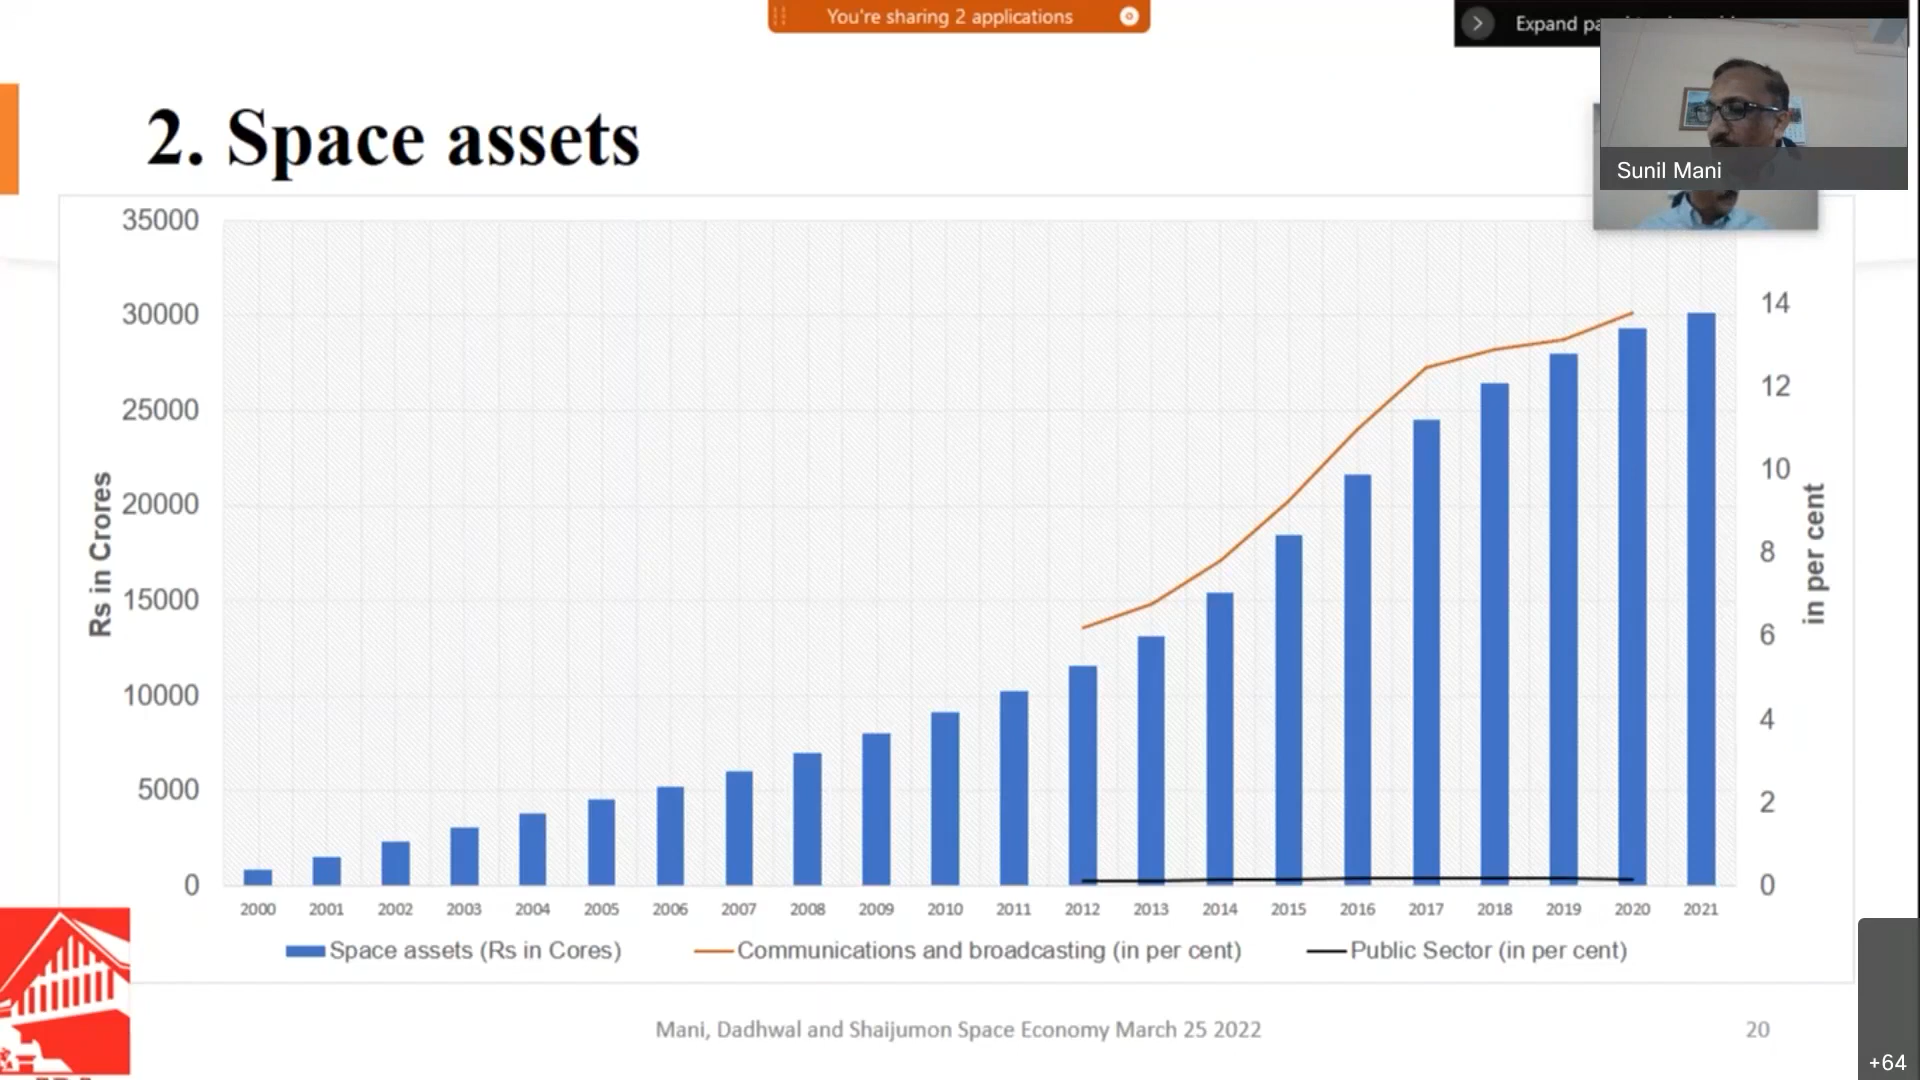 You're sharing 2 applications
Expand pa
Sunil Mani
2. Space assets
35000
30000
25000
20000
15000
10000
5000
0
Rs in Crores
14
12
10
8
6
4
2
0
in per cent
2000 2001 2002 2003 2004 2005 2006 2007 2008 2009 2010 2011 2012 2013 2014 2015 2016 2017 2018 2019 2020 2021
Space assets (Rs in Cores) Communications and broadcasting (in per cent) Public Sector (in per cent)
Mani, Dadhwal and Shaijumon Space Economy March 25 2022
20
+64